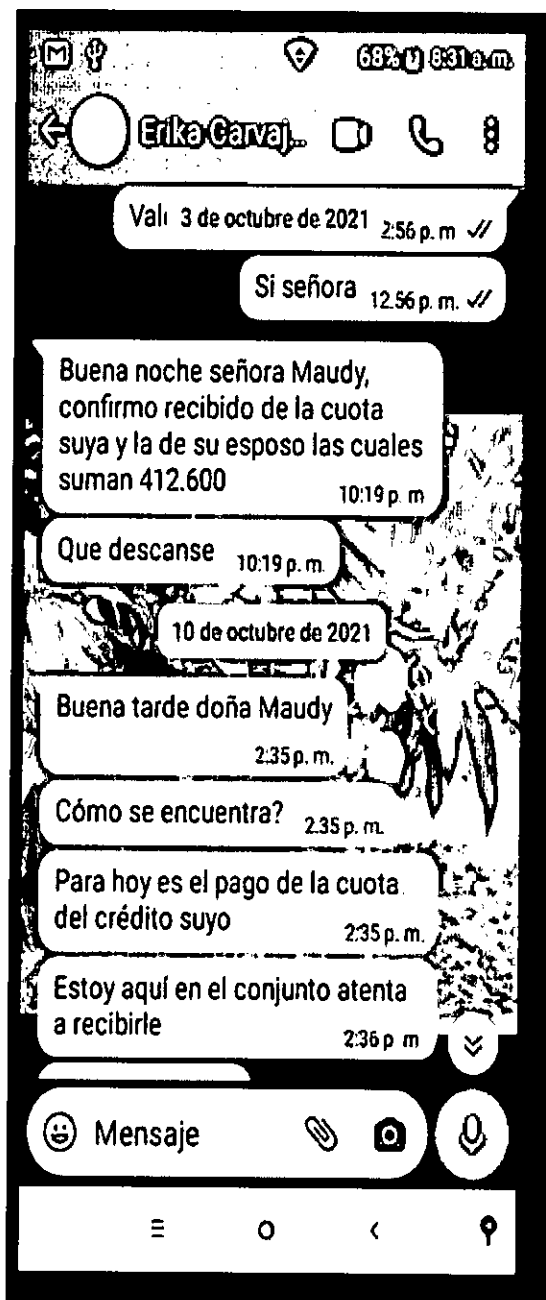 68% 8:31 a.m.
Erika Carvaj...
3 de octubre de 2021
2:56 p. m
Si señora 12.56 p. m.
Buena noche señora Maudy,
confirmo recibido de la cuota
suya y la de su esposo las cuales
suman 412.600
10:19 p. m
Que descanse 10:19 p. m.
10 de octubre de 2021
Buena tarde doña Maudy
2:35 p. m.
Cómo se encuentra? 2.35 p. m.
Para hoy es el pago de la cuota
del crédito suyo 2:35 p. m.
Estoy aquí en el conjunto atenta
a recibirle 2:36 p m
Mensaje